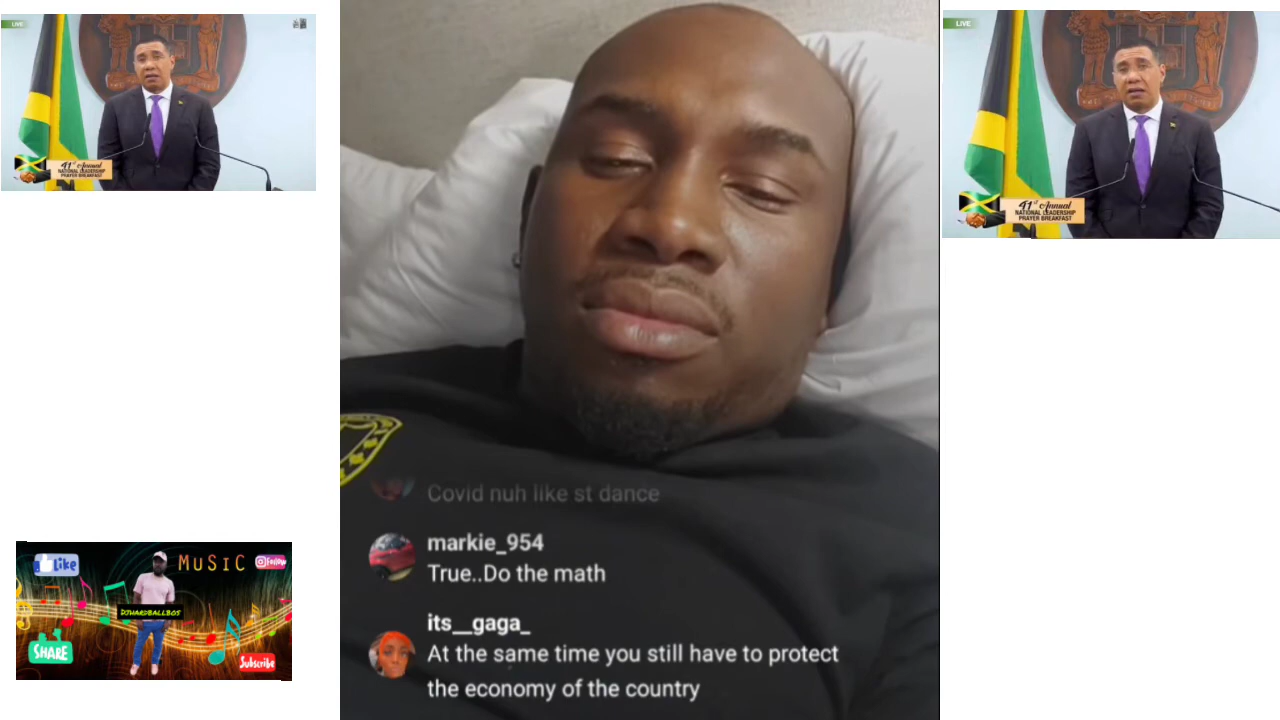 LIVE
41st Annual
NATIONAL LEADERSHIP
PRAYER BREAKFAST
LIVE
41st Annual
NATIONAL LEADERSHIP
PRAYER BREAKFAST
Covid nuh like st dance
markie_954
True..Do the math
its__gaga_
At the same time you still have to protect
the economy of the country
Like
MUSIC
Follow
DJHARDBALLBOS
SHARE
Subscribe